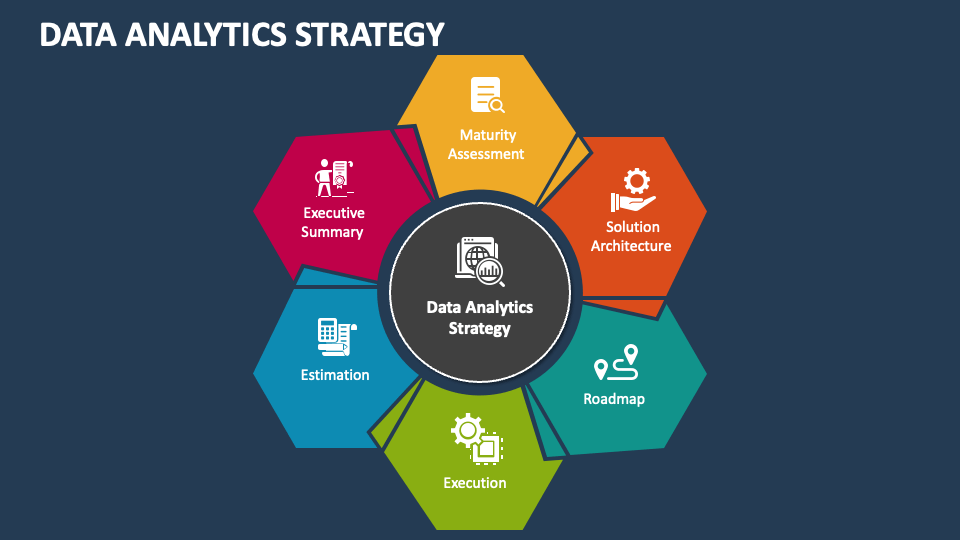 DATA ANALYTICS STRATEGY
Maturity
Assessment
Executive
Summary
Solution
Architecture
Data Analytics
Strategy
Estimation
Roadmap
Execution